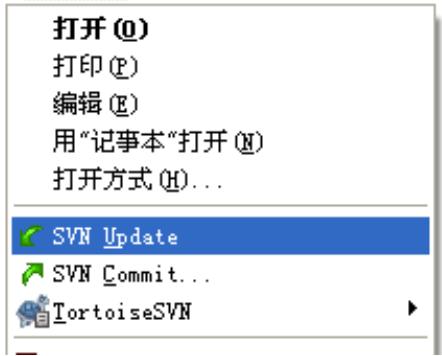 打开(O)
打印(P)
编辑(E)
用“记事本“打开(N)
打开方式(H)...
SVN Update
SVN Commit...
TortoiseSVN